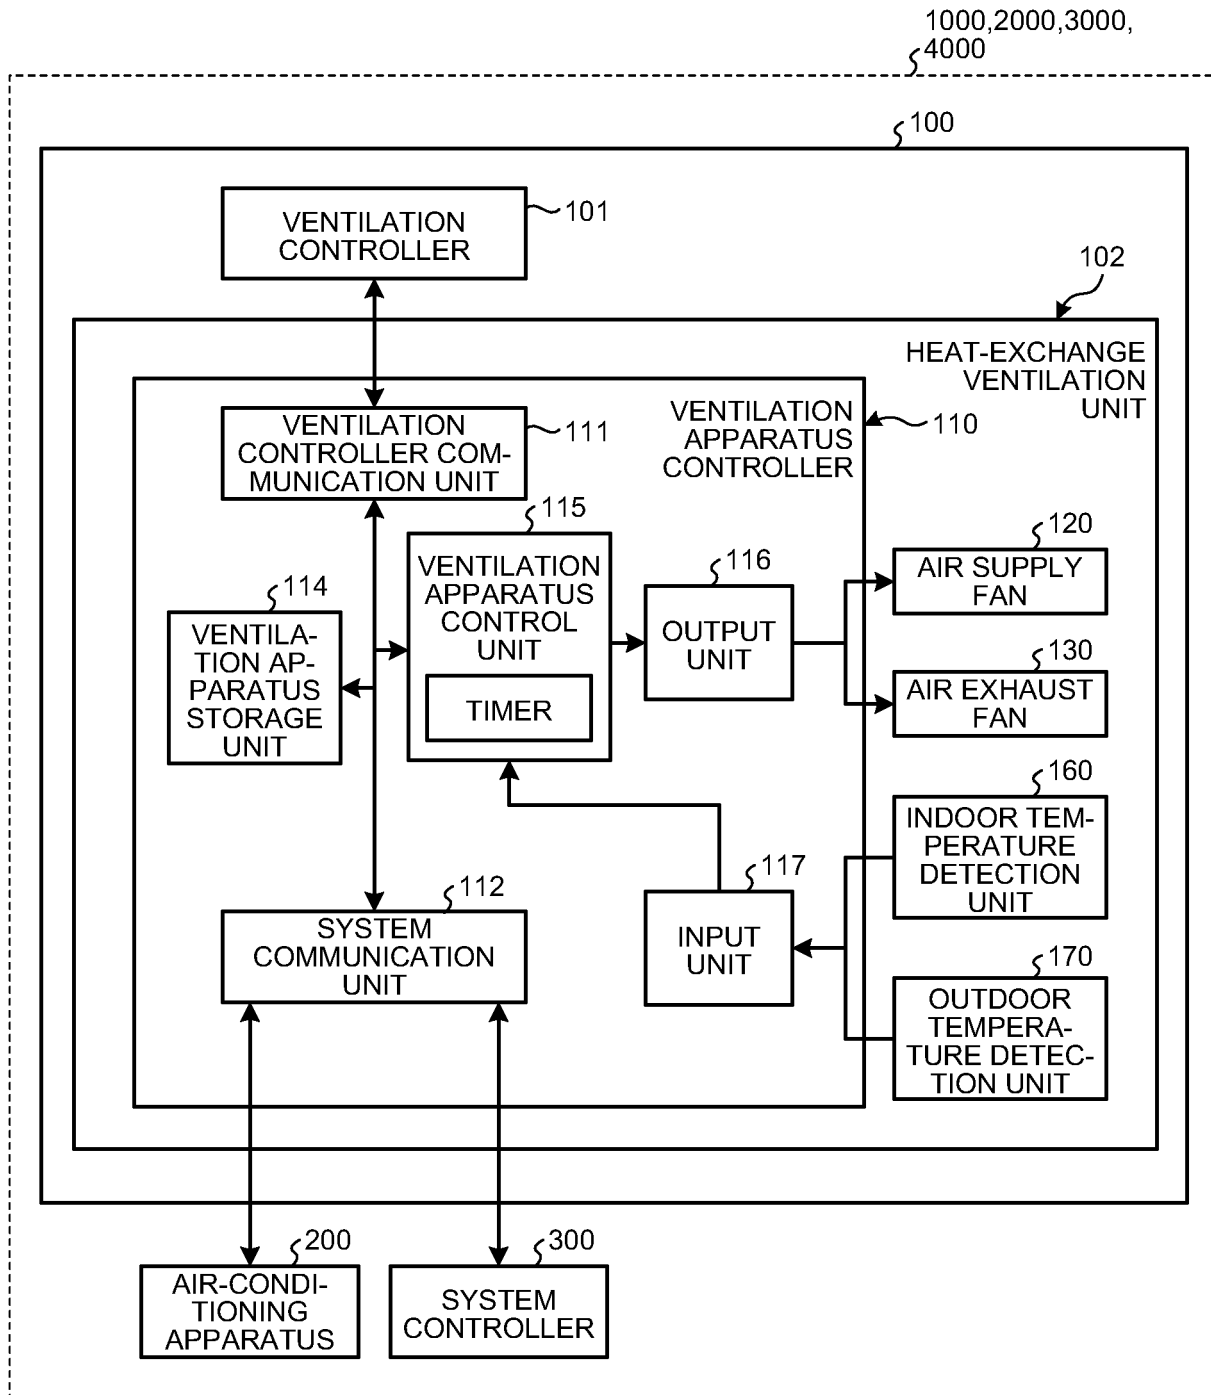 1000,2000,3000,
4000
100
VENTILATION
CONTROLLER
101
102
HEAT-EXCHANGE
VENTILATION
UNIT
VENTILATION
APPARATUS
CONTROLLER
110
VENTILATION
CONTROLLER COM-
MUNICATION UNIT
111
115
VENTILATION
APPARATUS
CONTROL
UNIT
TIMER
114
VENTILA-
TION AP-
PARATUS
STORAGE
UNIT
116
OUTPUT
UNIT
120
AIR SUPPLY
FAN
130
AIR EXHAUST
FAN
160
INDOOR TEM-
PERATURE
DETECTION
UNIT
117
INPUT
UNIT
170
OUTDOOR
TEMPERA-
TURE DETEC-
TION UNIT
112
SYSTEM
COMMUNICATION
UNIT
200
AIR-CONDI-
TIONING
APPARATUS
300
SYSTEM
CONTROLLER